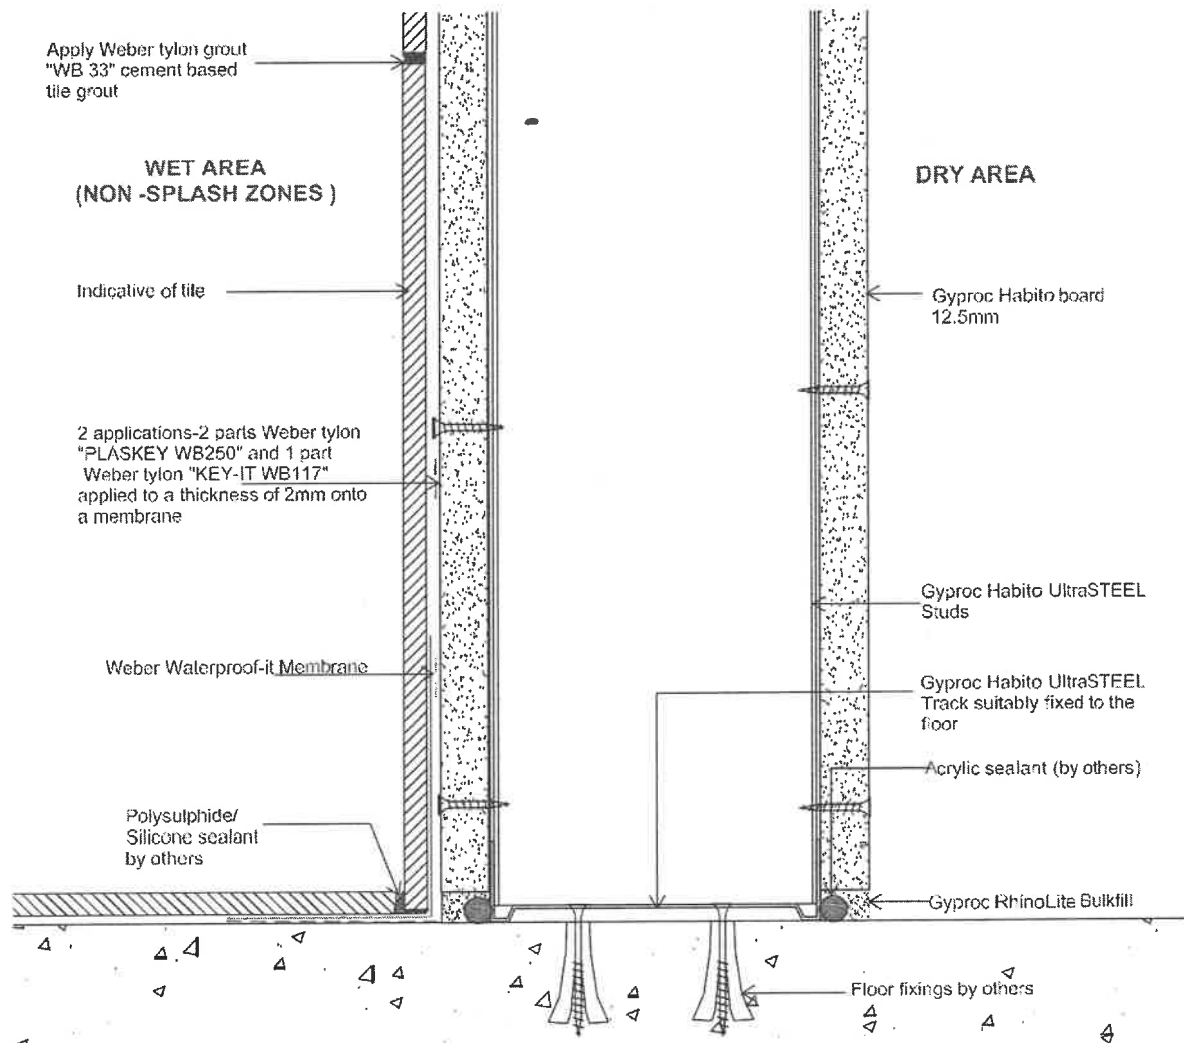 Apply Weber tylon grout
"WB 33" cement based
tile grout
WET AREA
(NON -SPLASH ZONES )
DRY AREA
Indicative of tile
Gyproc Habito board
12.5mm
2 applications-2 parts Weber tylon
"PLASKEY WB250" and 1 part
Weber tylon "KEY-IT WB117"
applied to a thickness of 2mm onto
a membrane
Gyproc Habito UltraSTEEL
Studs
Weber Waterproof-it Membrane
Gyproc Habito UltraSTEEL
Track suitably fixed to the
floor
Acrylic sealant (by others)
Polysulphide/
Silicone sealant
by others
Gyproc RhinoLite Bulkfill
Floor fixings by others